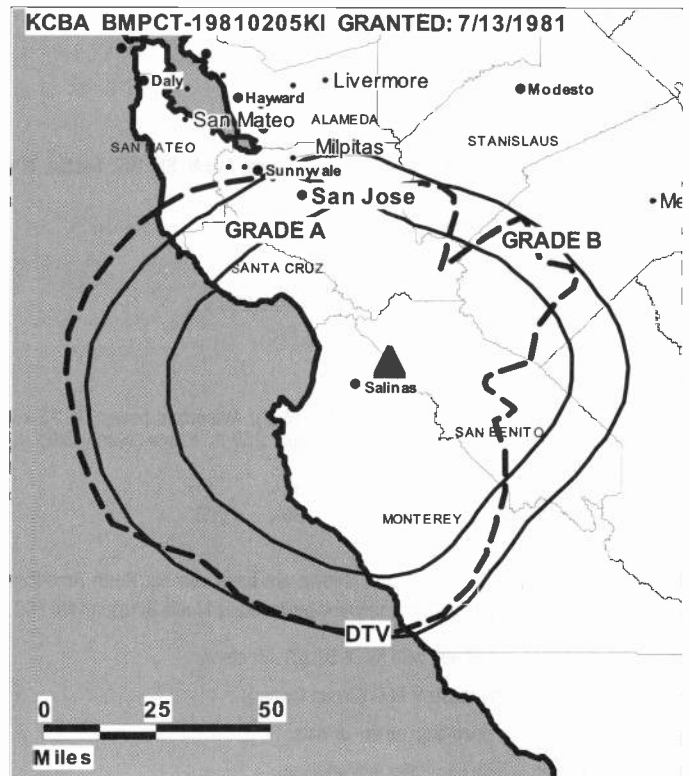 KCBA BMPCT-19810205KI GRANTED: 7/13/1981
Daly
Livermore
Hayward
Modesto
San Mateo
ALAMEDA
STANISLAUS
SAN MATEO
Milpitas
Sunnyvale
San Jose
Me
GRADE A
GRADE B
SANTA CRUZ
Salinas
SAN BENITO
MONTEREY
DTV
0 25 50
Miles